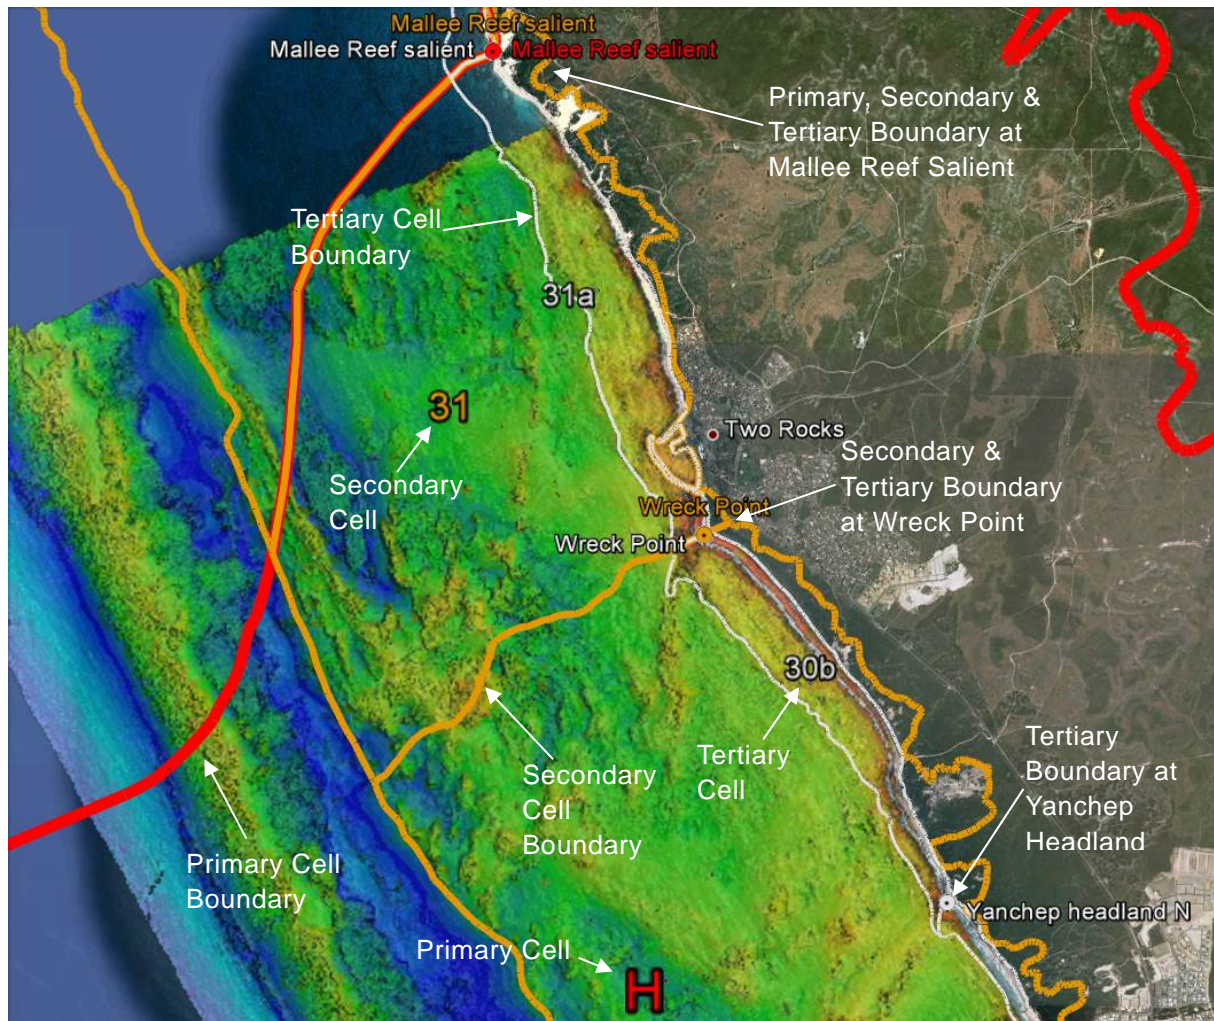 Mallee Reef salient
Mallee Reef salient
Mallee Reef salient
Primary, Secondary &
Tertiary Boundary at
Mallee Reef Salient
Tertiary Cell
Boundary
31a
31
Secondary
Cell
Two Rocks
Secondary &
Tertiary Boundary
at Wreck Point
Wreck Point
Wreck Point
30b
Tertiary
Cell
Secondary
Cell
Boundary
Tertiary
Boundary at
Yanchep
Headland
Primary Cell
Boundary
Yanchep headland N
Primary Cell
H